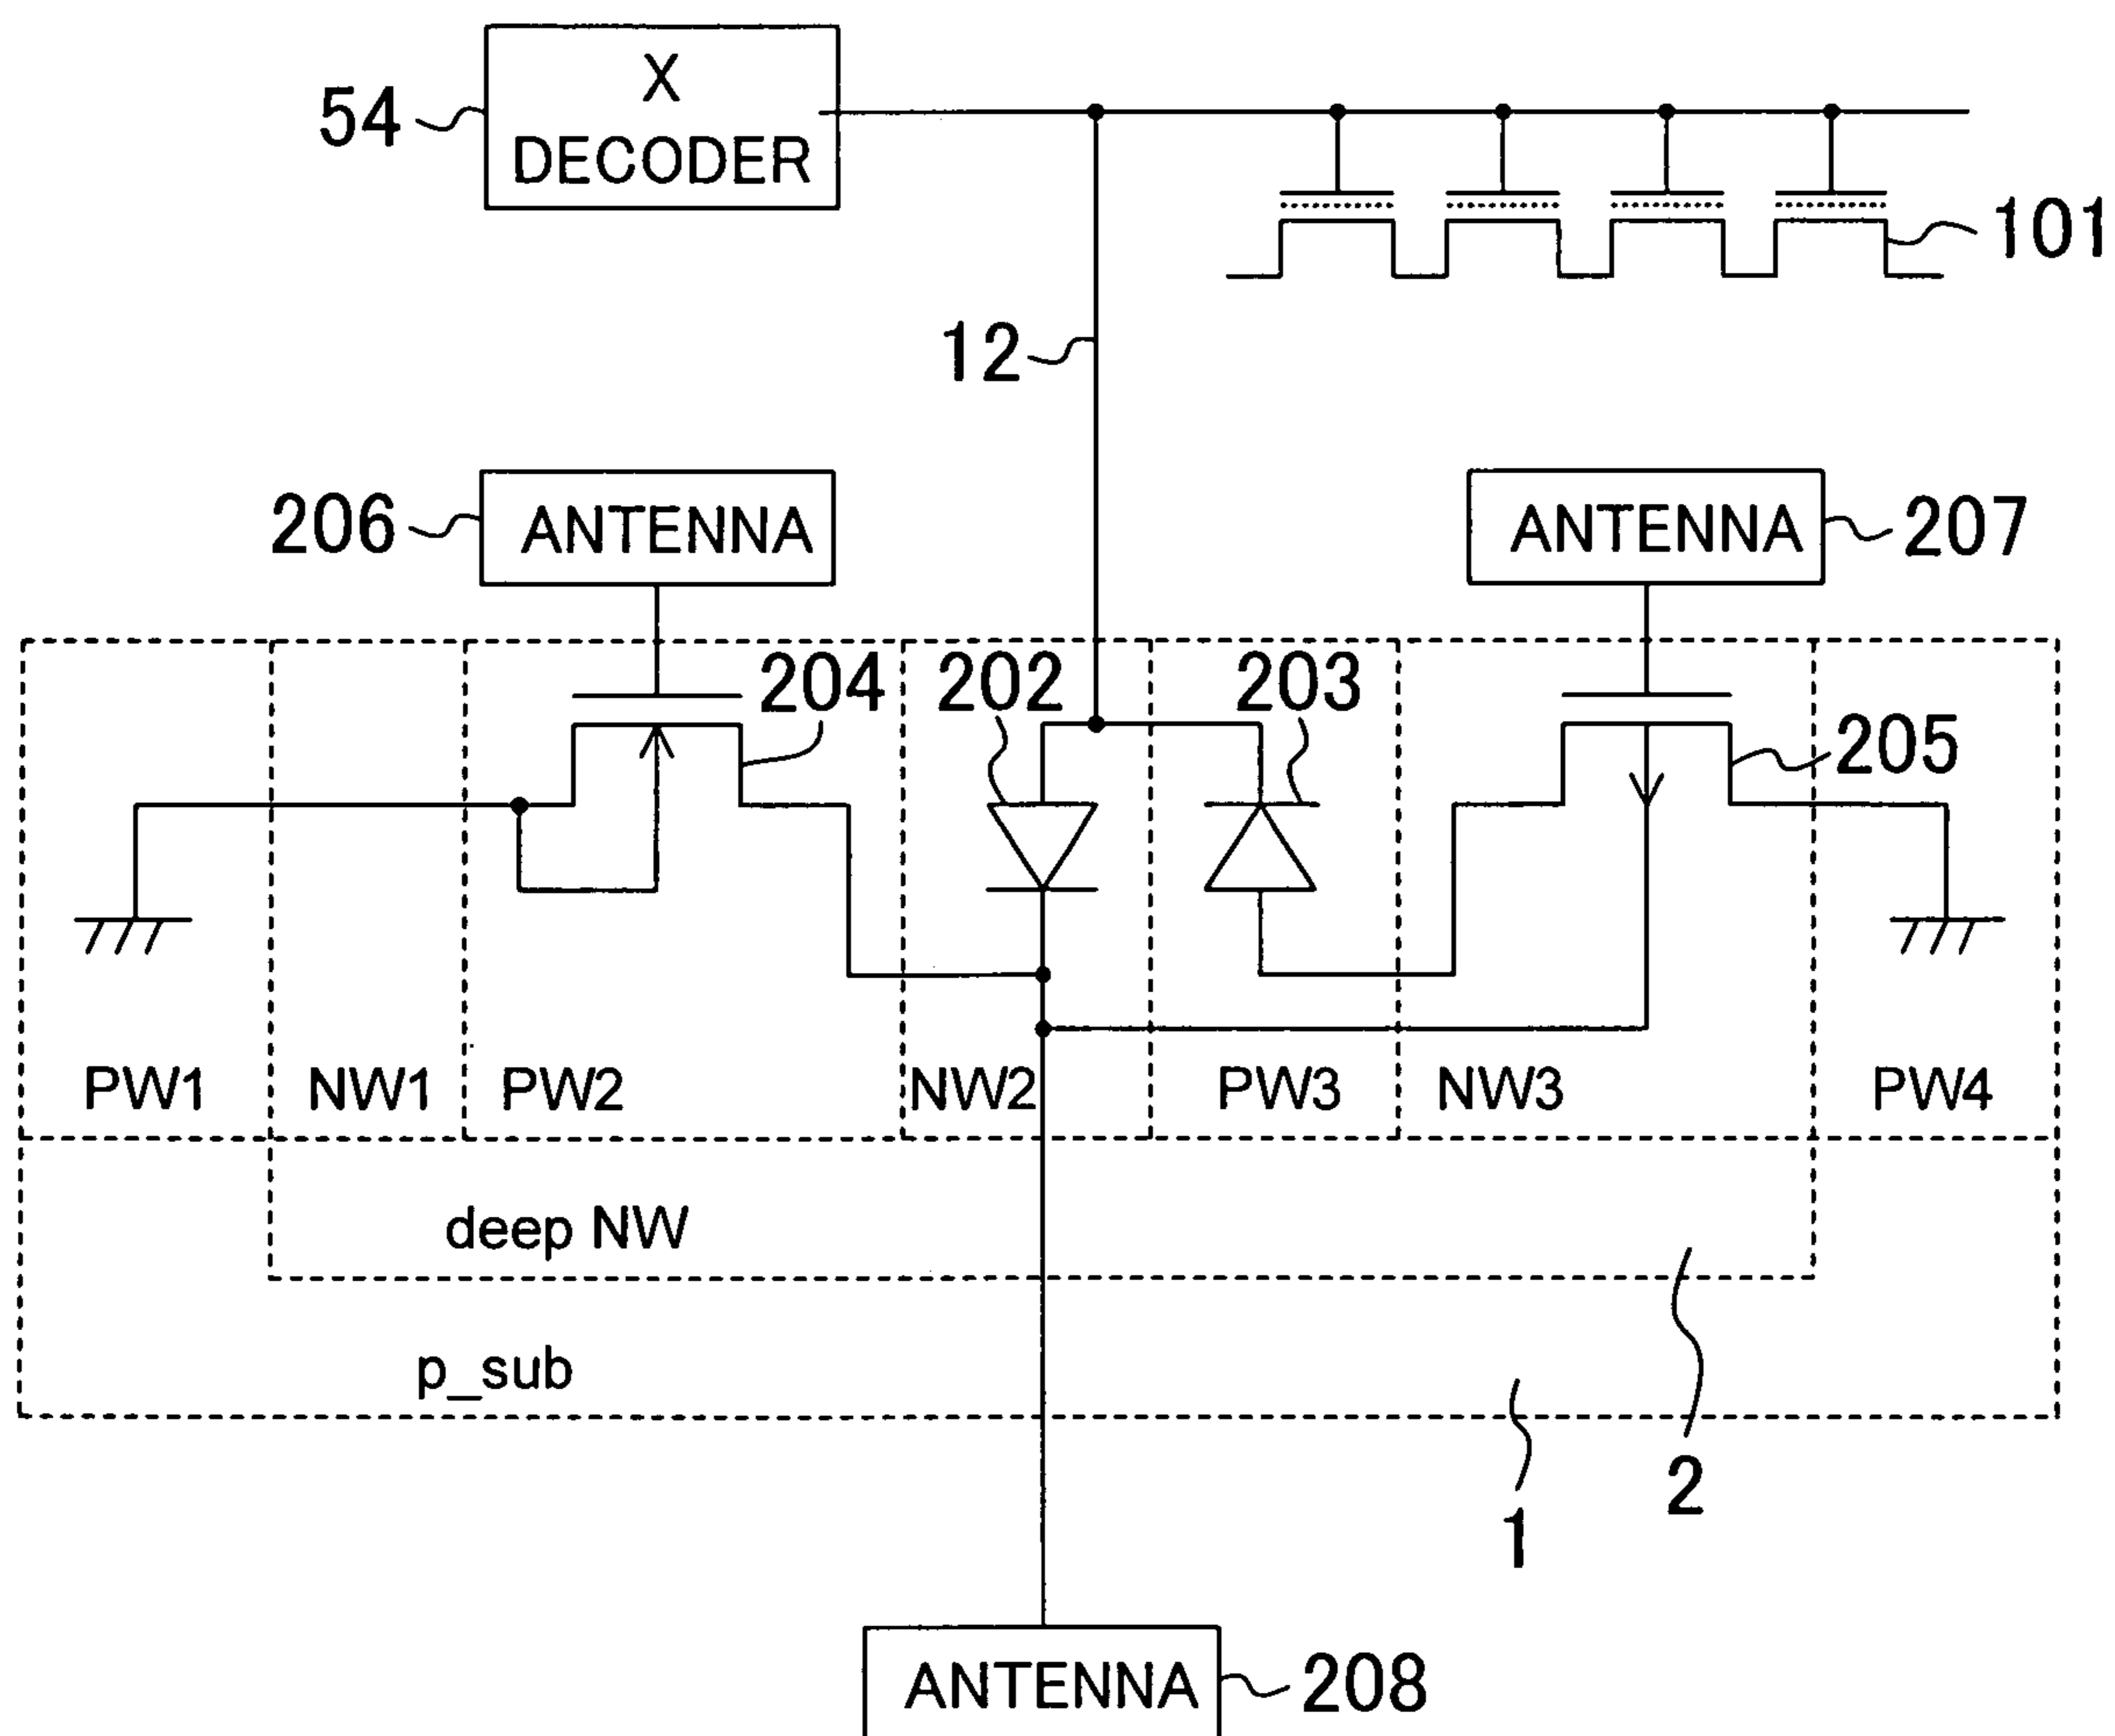 X
DECODER
54
101
12
ANTENNA
206
ANTENNA
207
204
202
203
205
PW1
NW1
PW2
NW2
PW3
NW3
PW4
deep NW
p_sub
2
1
ANTENNA
208